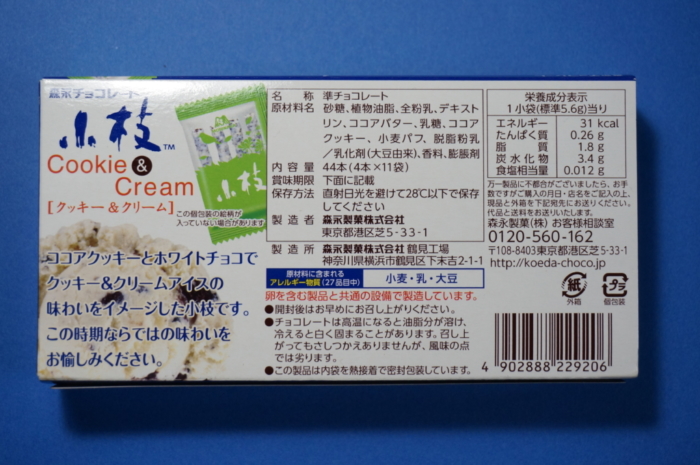 森永チョコレート
小枝™
Cookie &
Cream
[クッキー&クリーム]
小枝
この個包装の絵柄が
入っていない場合があります
ココアクッキーとホワイトチョコで
クッキー&クリームアイスの
味わいをイメージした小枝です。
この時期ならではの味わいを
お愉しみください。
名称 準チョコレート
原材料名 砂糖、植物油脂、全粉乳、デキスト
リン、ココアバター、乳糖、ココア
クッキー、小麦パフ、脱脂粉乳
/乳化剤(大豆由来)、香料、膨脹剤
内容量 44本(4本×11袋)
賞味期限 下面に記載
保存方法 直射日光を避けて28℃以下で保存
してください
製造者 森永製菓株式会社
東京都港区芝5-33-1
製造所 森永製菓株式会社 鶴見工場
神奈川県横浜市鶴見区下末吉2-1-1
原材料に含まれる
アレルギー物質(27品目中)
小麦・乳・大豆
卵を含む製品と共通の設備で製造しています。
●開封後はお早めにお召し上がりください。
●チョコレートは高温になると油脂分が溶け、
冷えると白く固まることがあります。召し上
がってもさしつかえありませんが、風味の点
では劣ります。
●この製品は内袋を熱接着で密封包装しています。
栄養成分表示
1小袋(標準5.6g)当り
エネルギー 31 kcal
たんぱく質 0.26 g
脂質 1.8 g
炭水化物 3.4 g
食塩相当量 0.012 g
万一製品に不都合がございましたら、お手
数ですがご購入の月日・店名をご記入の上、
現品と外箱を下記宛先にお送りください。
代品と送料をお送りいたします。
森永製菓(株) お客様相談室
0120-560-162
〒108-8403東京都港区芝5-33-1
http://koeda-choco.jp/
紙
外箱
プラ
個包装
4 902888 229206